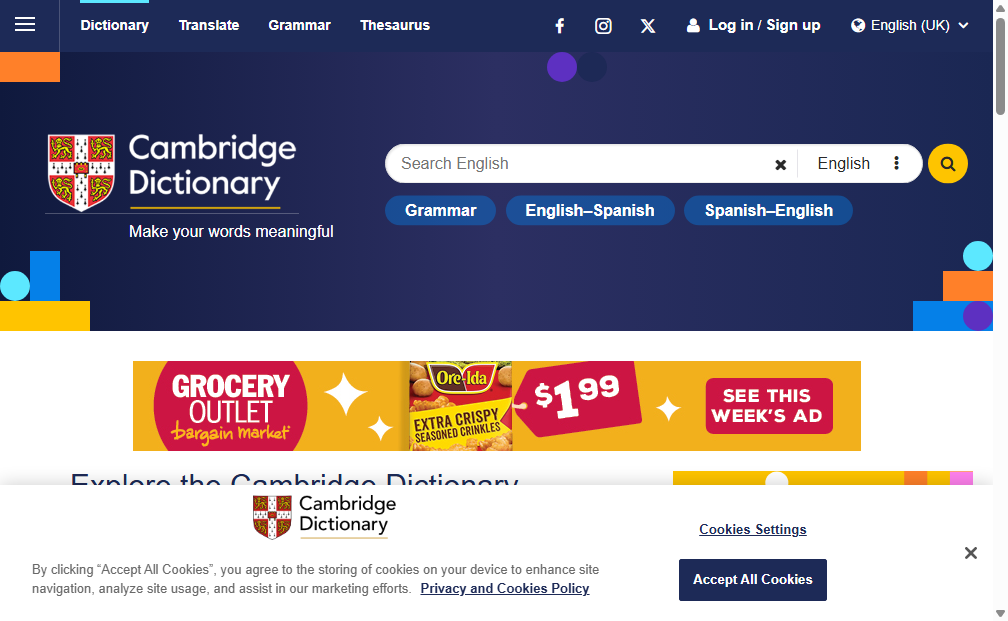 Dictionary Translate Grammar Thesaurus Log in / Sign up English (UK)
Cambridge
Dictionary
Make your words meaningful
Search English English
Grammar English–Spanish Spanish–English
GROCERY
OUTLET
bargain market
Ore-Ida
EXTRA CRISPY
SEASONED CRINKLES
$1.99
SEE THIS
WEEK'S AD
Explore the Cambridge Dictionary
Cambridge
Dictionary
By clicking “Accept All Cookies”, you agree to the storing of cookies on your device to enhance site
navigation, analyze site usage, and assist in our marketing efforts. Privacy and Cookies Policy
Cookies Settings
Accept All Cookies